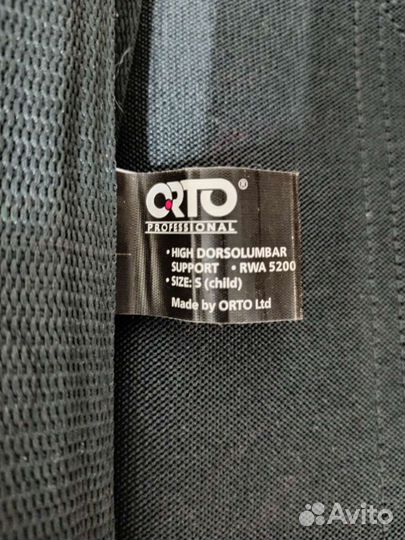 ORTO®
PROFESSIONAL
• HIGH DORSOLUMBAR
SUPPORT • RWA 5200
• SIZE: S (child)
Made by ORTO Ltd
Avito